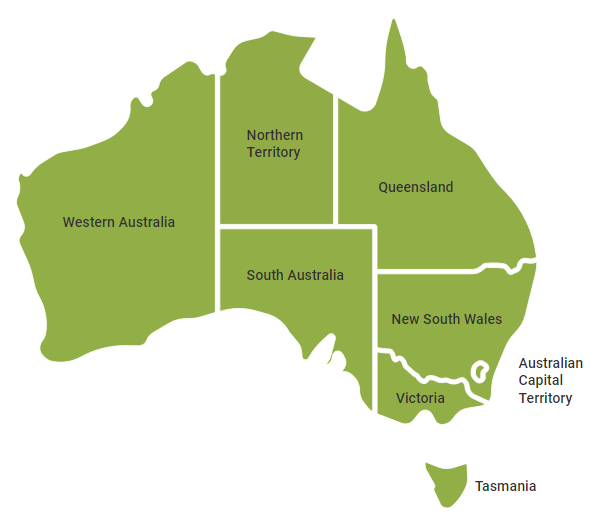 Northern
Territory
Queensland
Western Australia
South Australia
New South Wales
Australian
Capital
Territory
Victoria
Tasmania